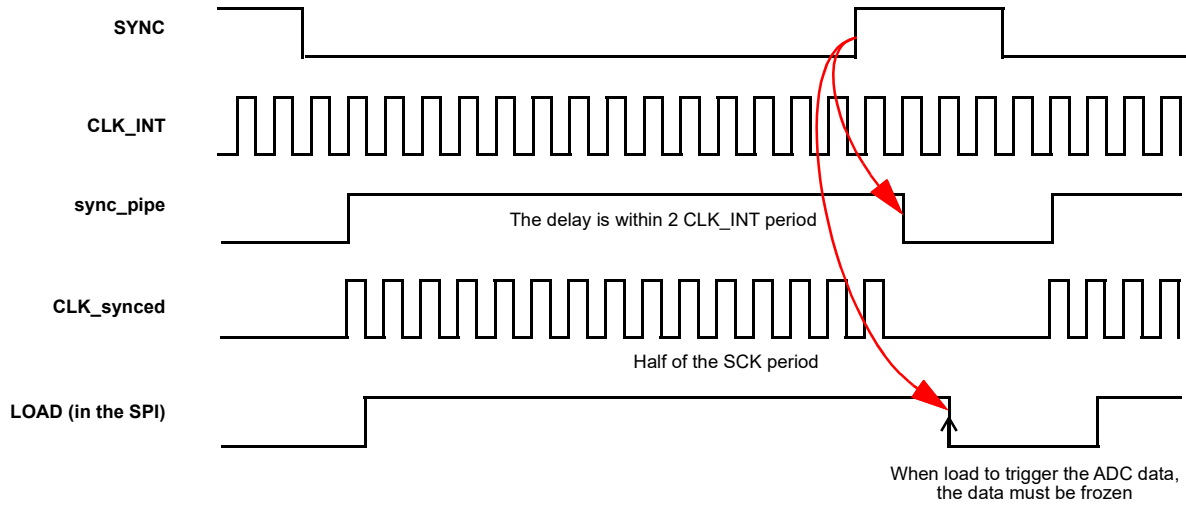 SYNC
CLK_INT
sync_pipe
The delay is within 2 CLK_INT period
CLK_synced
Half of the SCK period
LOAD (in the SPI)
When load to trigger the ADC data,
the data must be frozen